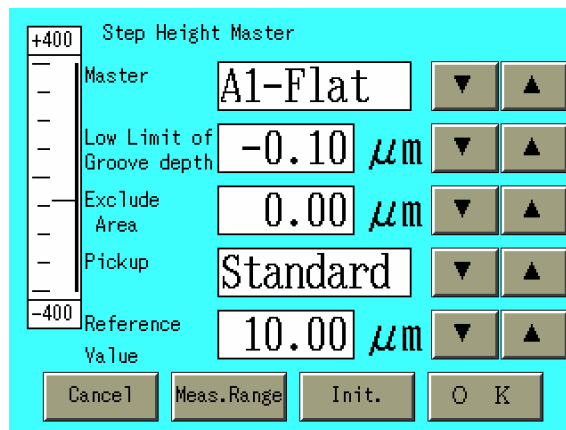 Step Height Master
+400
Master
A1-Flat
▼ ▲
Low Limit of
Groove depth
-0.10 μm
▼ ▲
Exclude
Area
0.00 μm
▼ ▲
Pickup
Standard
▼ ▲
-400
Reference
Value
10.00 μm
▼ ▲
Cancel
Meas.Range
Init.
O K